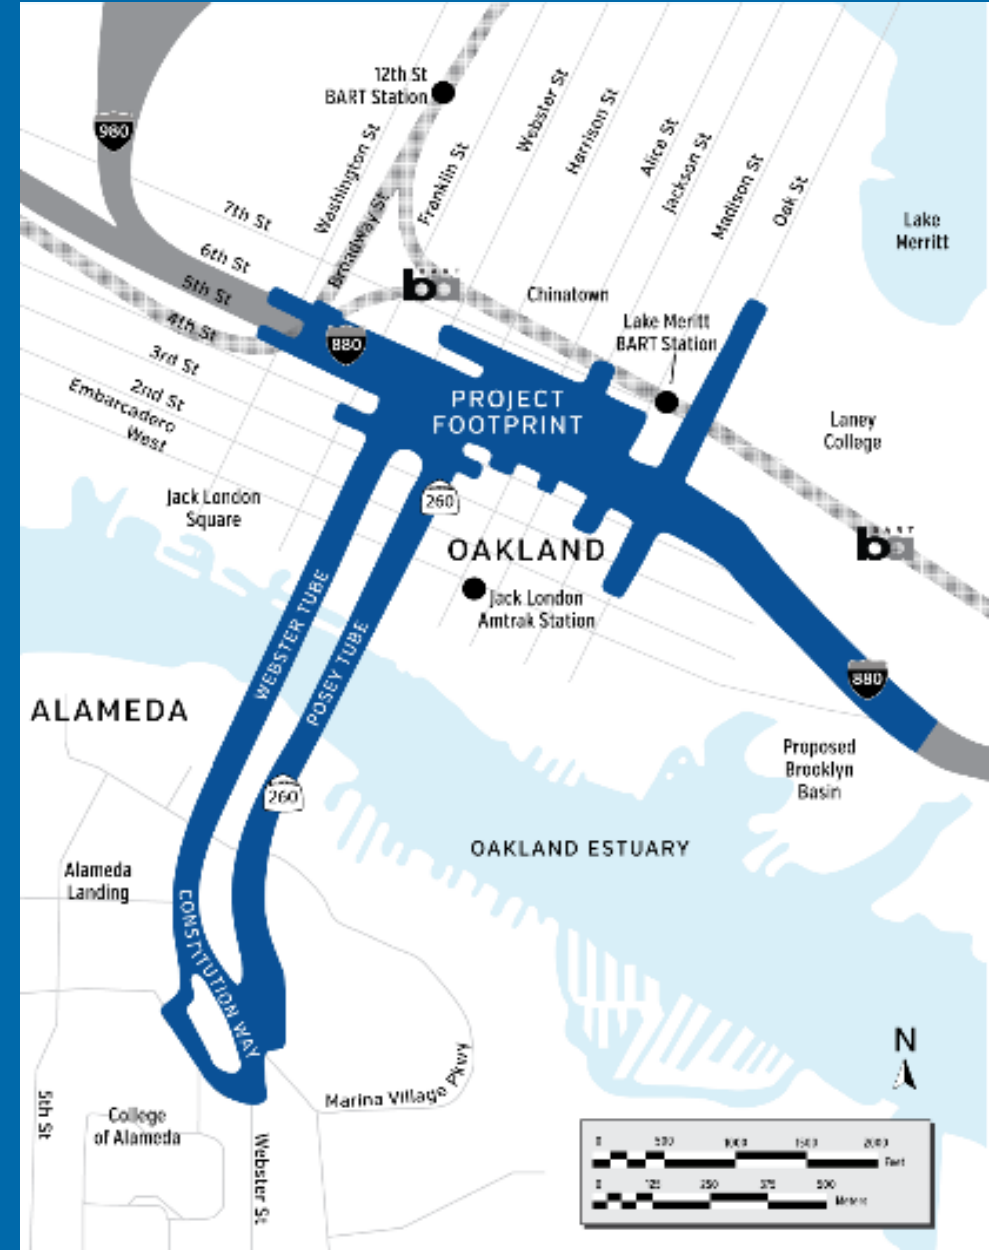 12th St
BART Station
980
Washington St
Broadway St
Franklin St
Webster St
Harrison St
Alice St
Jackson St
Madison St
Oak St
Lake
Merritt
7th St
6th St
5th St
4th St
3rd St
2nd St
Embarcadero
West
BART
ba
Chinatown
Lake Meritt
BART Station
880
PROJECT
FOOTPRINT
Laney
College
Jack London
Square
260
OAKLAND
BART
ba
Jack London
Amtrak Station
WEBSTER TUBE
POSEY TUBE
880
ALAMEDA
260
Proposed
Brooklyn
Basin
OAKLAND ESTUARY
Alameda
Landing
CONSTITUTION WAY
N
Marina Village Pkwy
5th St
College
of Alameda
Webster St
0 500 1000 1500 2000
Feet
0 125 250 375 500
Meters